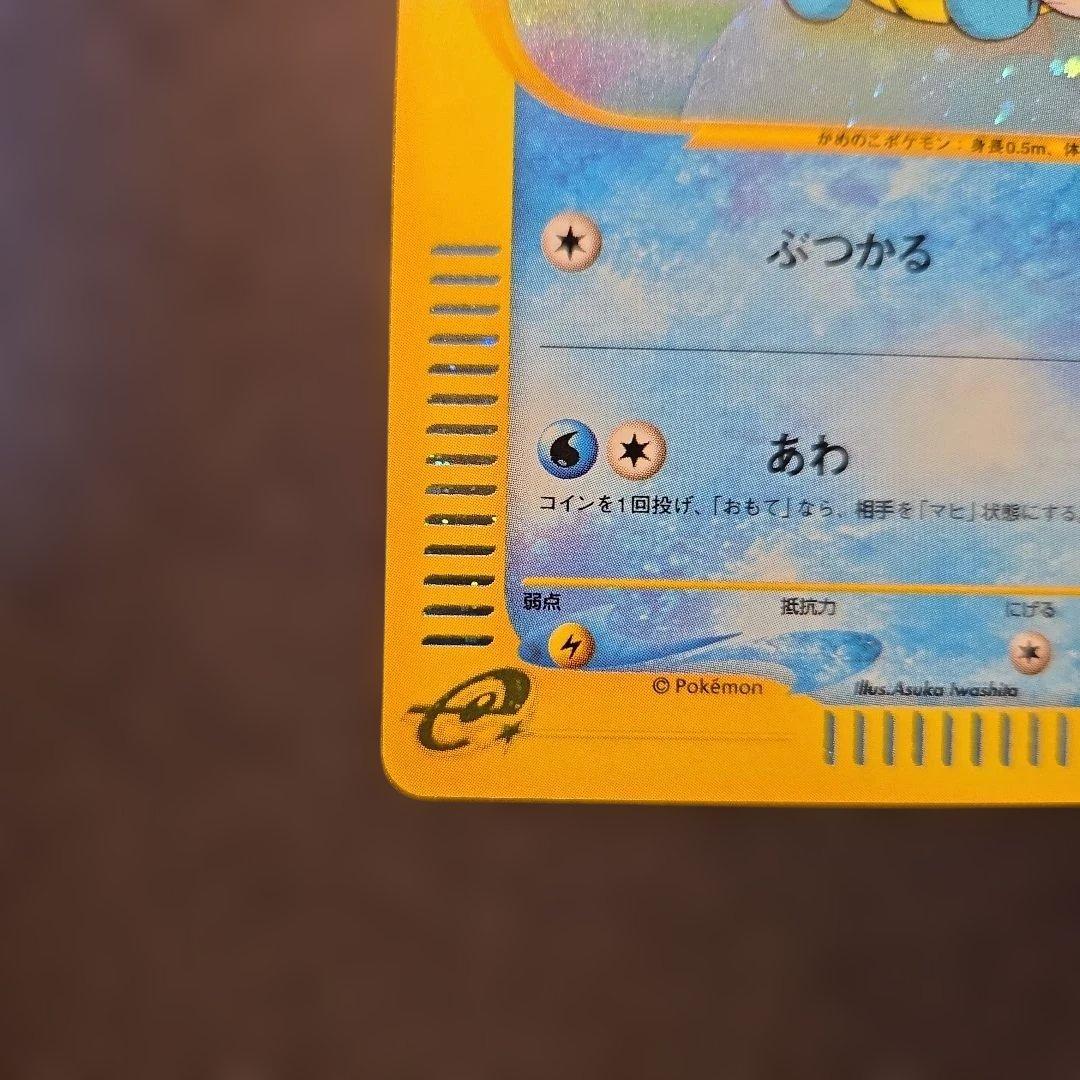 かめのこポケモン：身長0.5m、体
ぶつかる
あわ
コインを1回投げ、「おもて」なら、相手を「マヒ」状態にする。
弱点 抵抗力 にげる
© Pokémon Illus. Asuka Iwashita
e